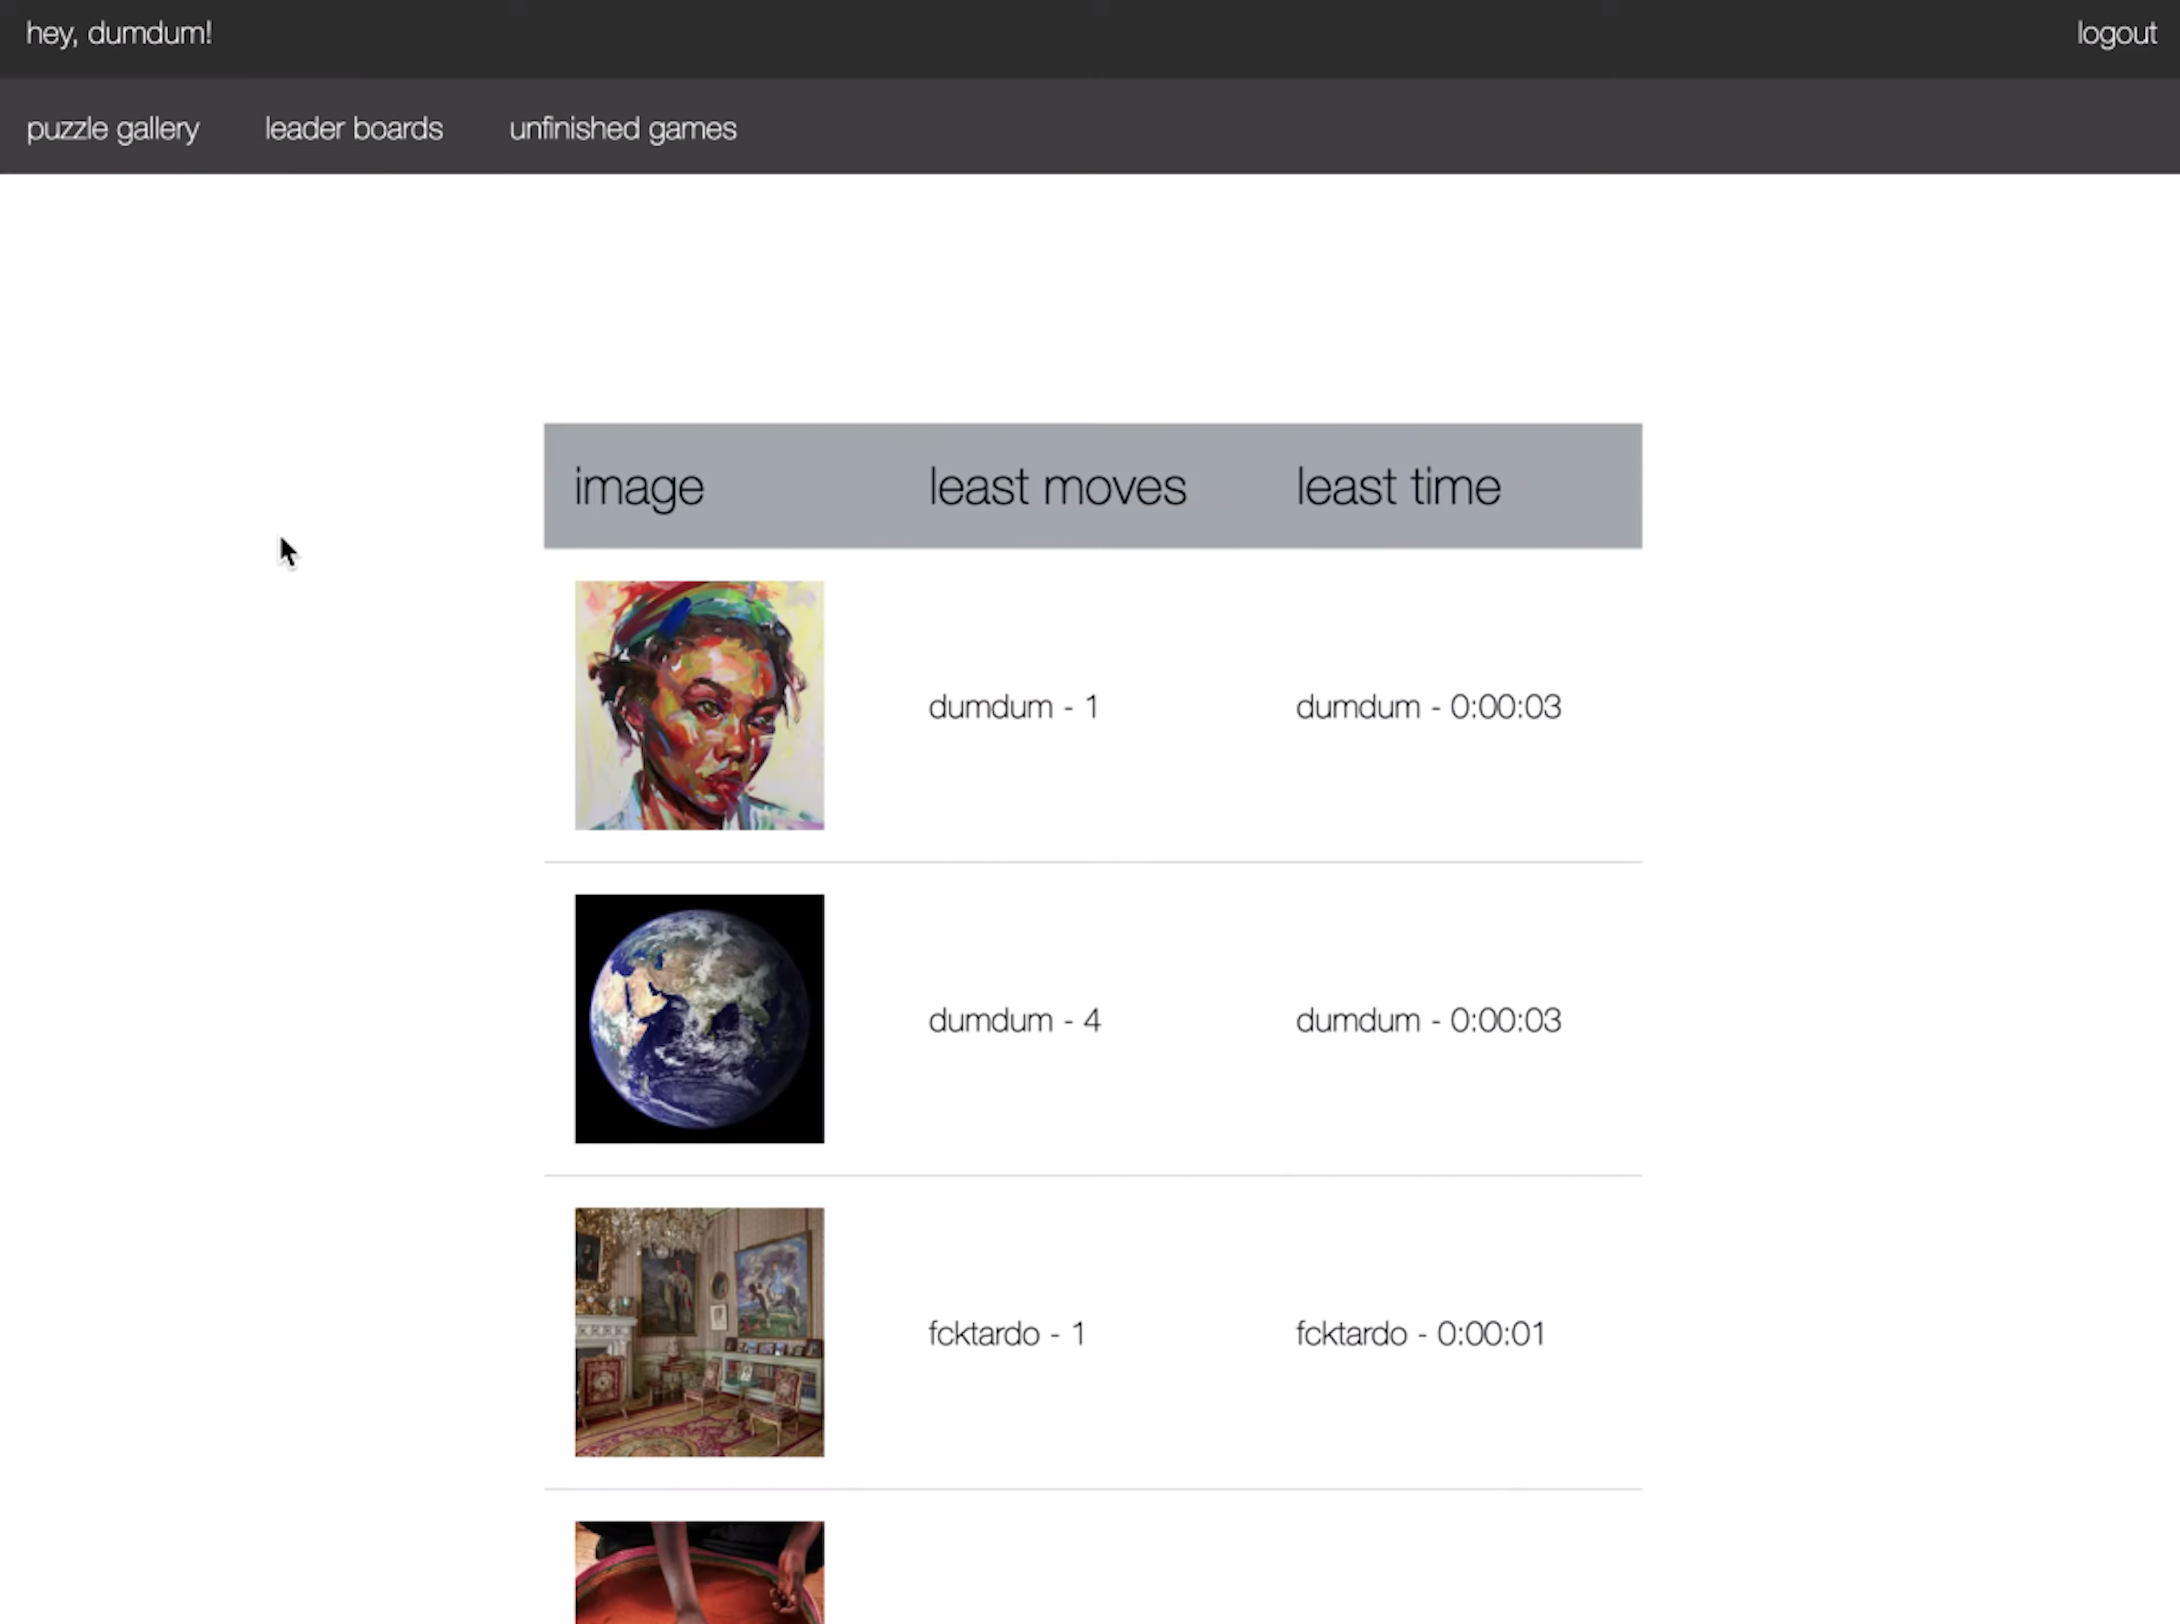 hey, dumdum! logout
puzzle gallery leader boards unfinished games
image least moves least time
dumdum - 1 dumdum - 0:00:03
dumdum - 4 dumdum - 0:00:03
fcktardo - 1 fcktardo - 0:00:01